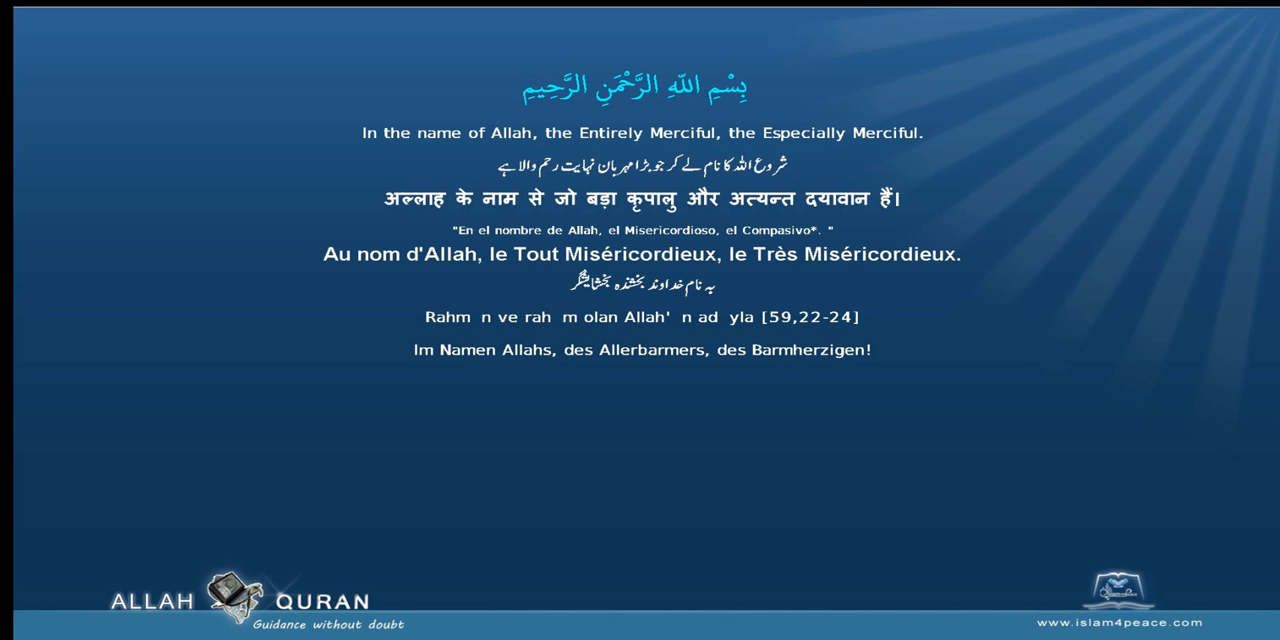 بِسْمِ اللَّهِ الرَّحْمَنِ الرَّحِيمِ
In the name of Allah, the Entirely Merciful, the Especially Merciful.
شروع الله کا نام لے کر جو بڑا مہربان نہایت رحم والا ہے
अल्लाह के नाम से जो बड़ा कृपालु और अत्यन्त दयावान हैं।
"En el nombre de Allah, el Misericordioso, el Compasivo*. "
Au nom d'Allah, le Tout Miséricordieux, le Très Miséricordieux.
به نام خداوند بخشنده بخشایشگر
Rahm n ve rah m olan Allah' n ad yla [59,22-24]
Im Namen Allahs, des Allerbarmers, des Barmherzigen!
ALLAH QURAN
Guidance without doubt
www.islam4peace.com